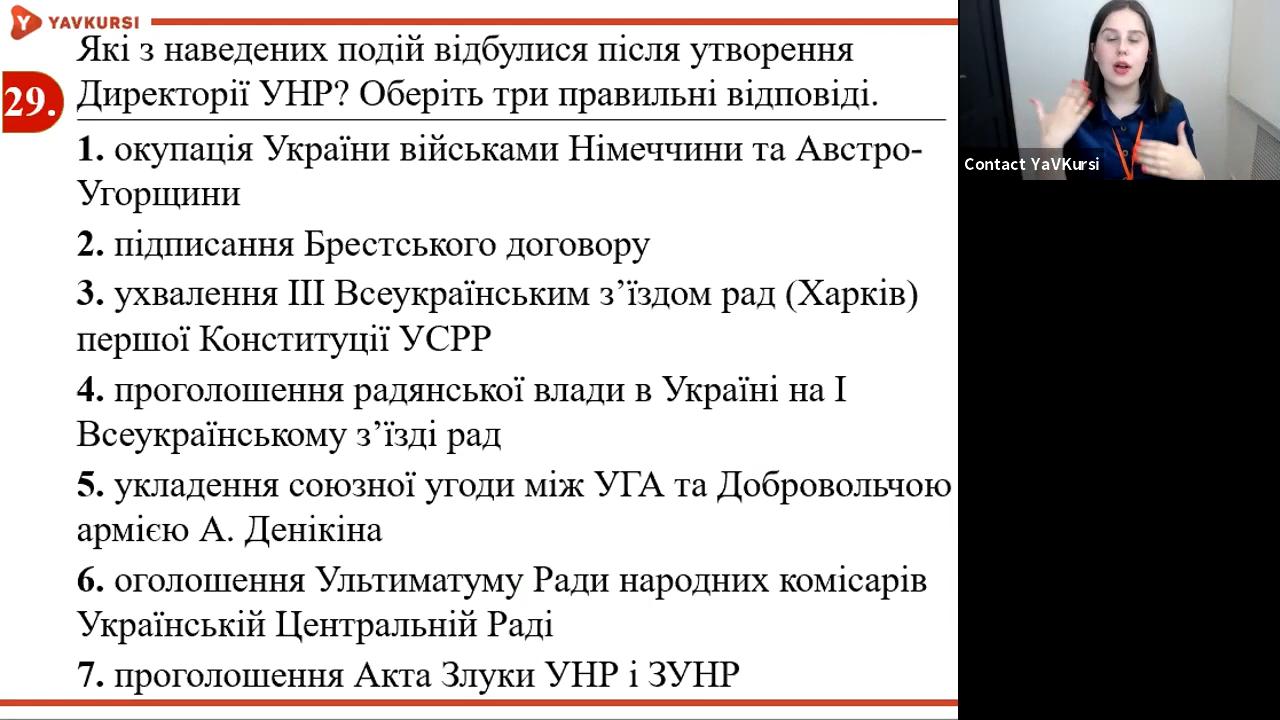 YAVKURSI
Які з наведених подій відбулися після утворення
29. Директорії УНР? Оберіть три правильні відповіді.
1. окупація України військами Німеччини та Австро-
Угорщини
2. підписання Брестського договору
3. ухвалення ІІІ Всеукраїнським з’їздом рад (Харків)
першої Конституції УСРР
4. проголошення радянської влади в Україні на І
Всеукраїнському з’їзді рад
5. укладення союзної угоди між УГА та Добровольчою
армією А. Денікіна
6. оголошення Ультиматуму Ради народних комісарів
Українській Центральній Раді
7. проголошення Акта Злуки УНР і ЗУНР
Contact YaVKursi